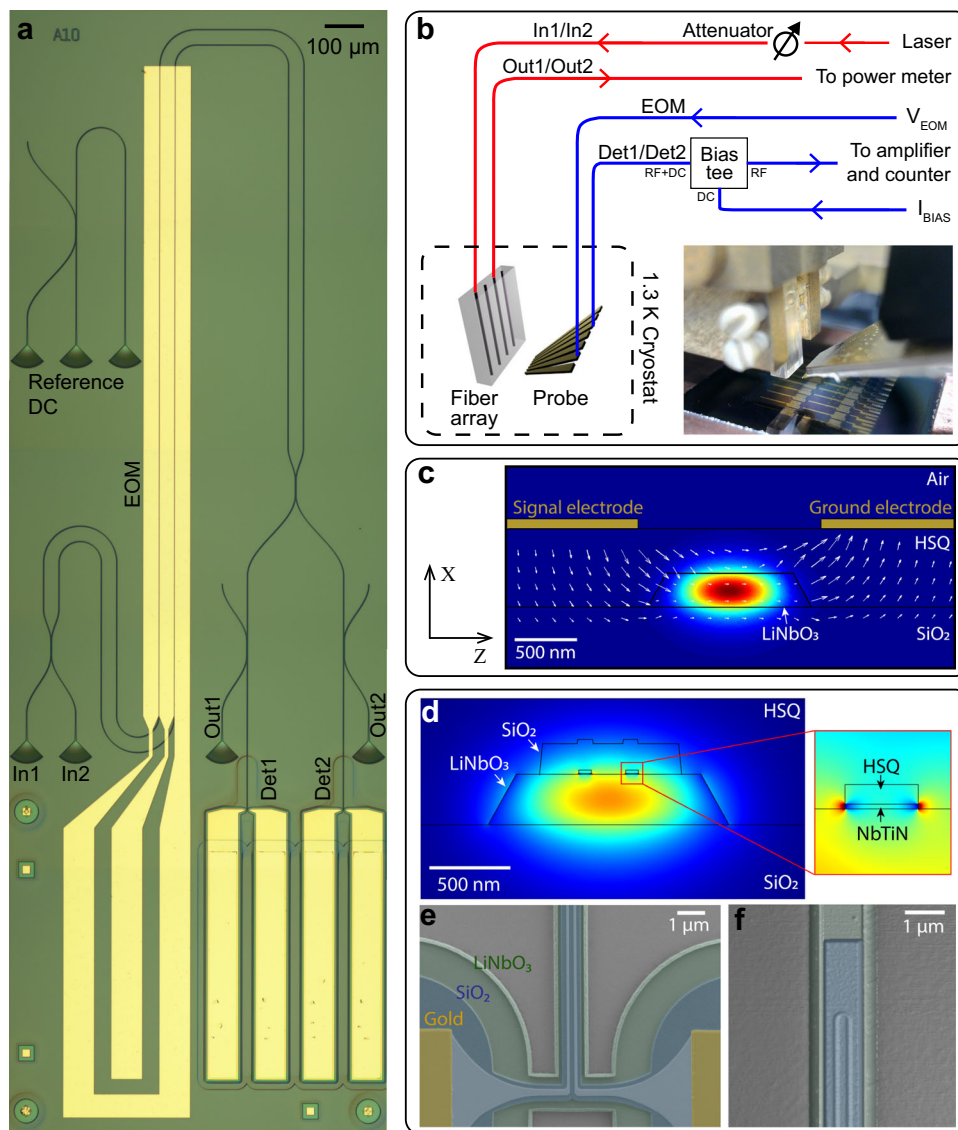 a
A10
100 µm
Reference
DC
EOM
In1
In2
Out1
Out2
Det1
Det2
b
In1/In2
Attenuator
Laser
Out1/Out2
To power meter
EOM
V_EOM
Det1/Det2
RF+DC
Bias
tee
RF
DC
To amplifier
and counter
I_BIAS
1.3 K Cryostat
Fiber
array
Probe
c
Air
Signal electrode
Ground electrode
HSQ
X
Z
LiNbO₃
SiO₂
500 nm
d
HSQ
SiO₂
LiNbO₃
500 nm
SiO₂
HSQ
NbTiN
e
1 µm
LiNbO₃
SiO₂
Gold
f
1 µm